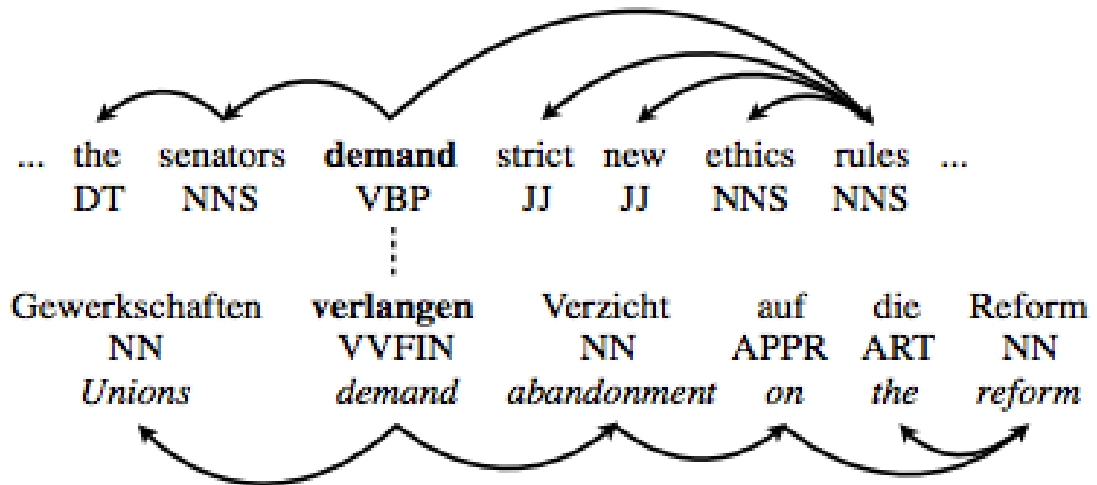 ... the senators demand strict new ethics rules ...
DT NNS VBP JJ JJ NNS NNS
Gewerkschaften verlangen Verzicht auf die Reform
NN VVFIN NN APPR ART NN
Unions demand abandonment on the reform